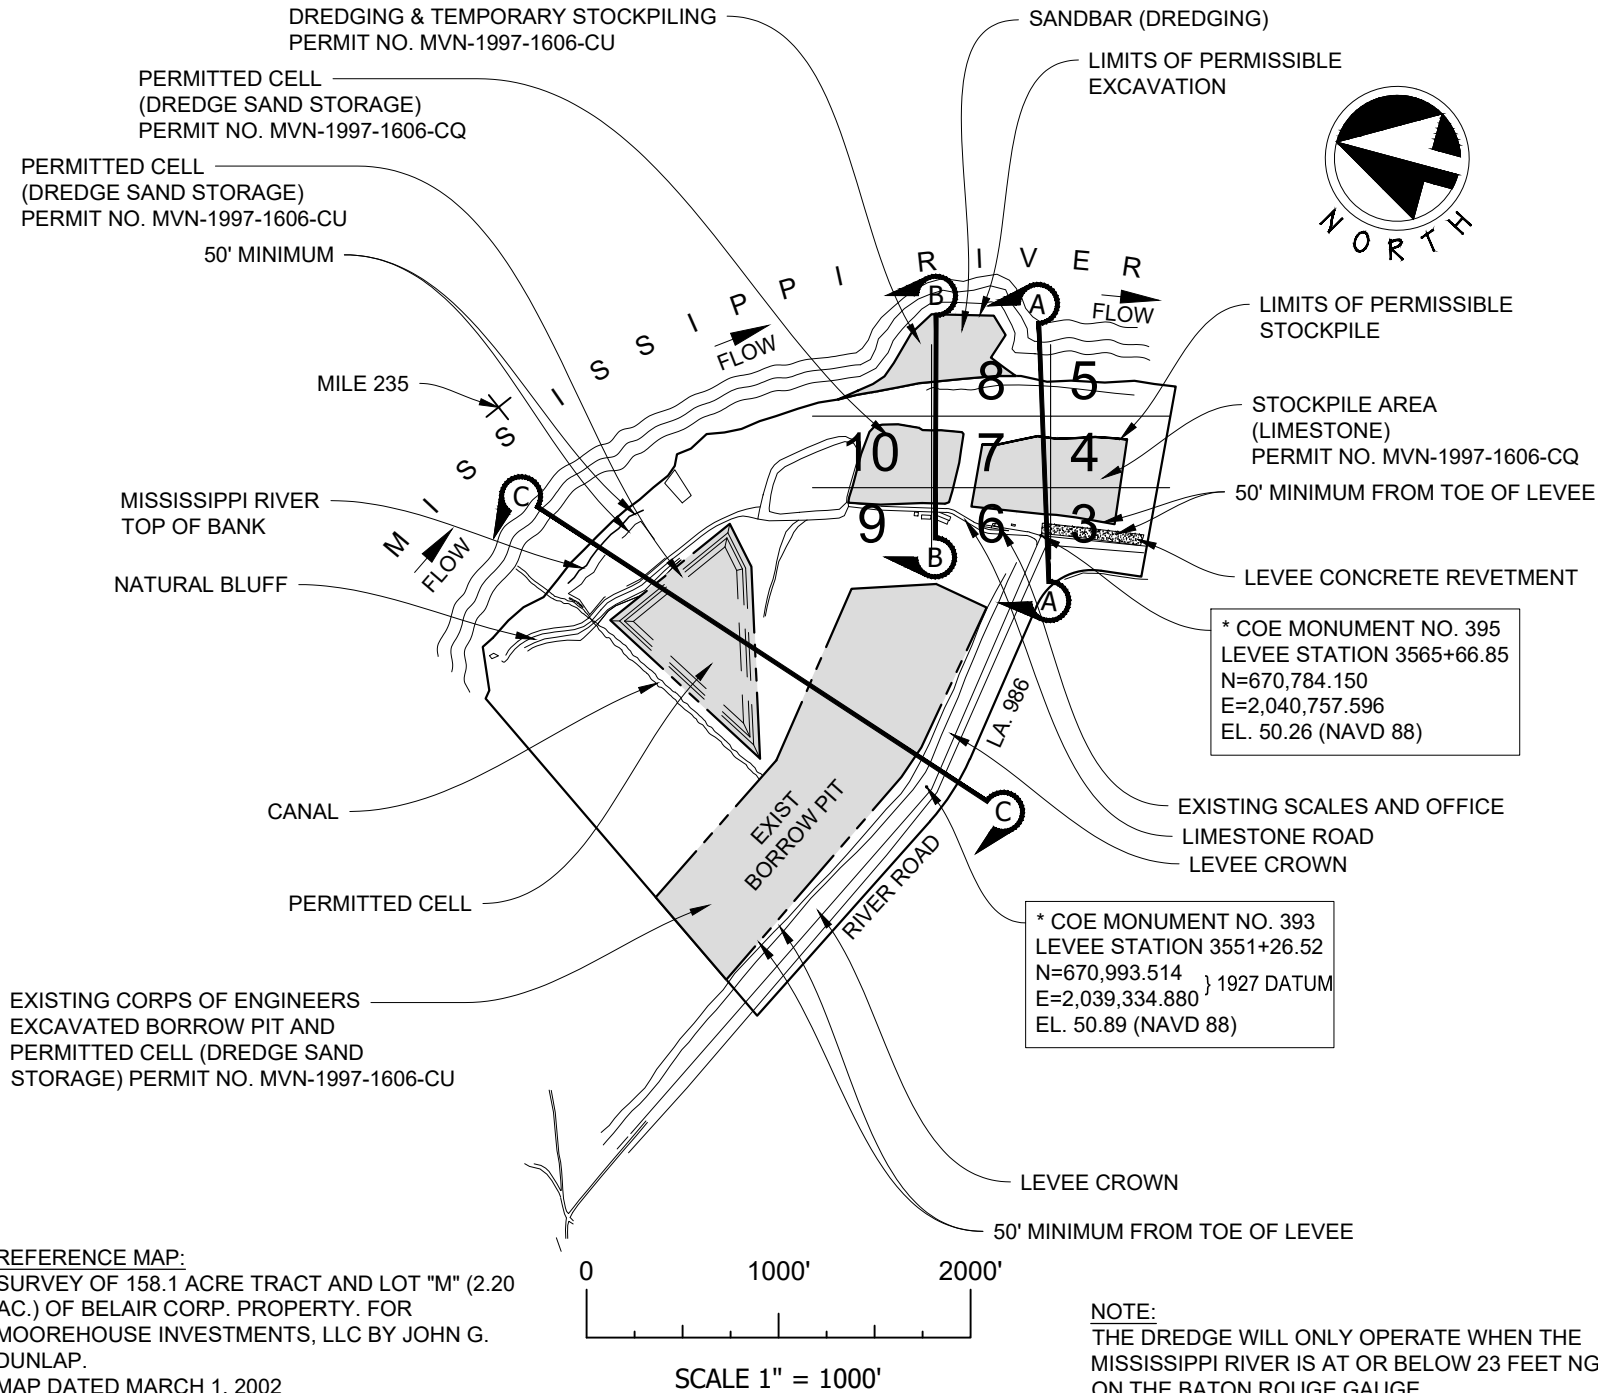 DREDGING & TEMPORARY STOCKPILING
PERMIT NO. MVN-1997-1606-CU
SANDBAR (DREDGING)
LIMITS OF PERMISSIBLE
EXCAVATION
PERMITTED CELL
(DREDGE SAND STORAGE)
PERMIT NO. MVN-1997-1606-CQ
PERMITTED CELL
(DREDGE SAND STORAGE)
PERMIT NO. MVN-1997-1606-CU
50' MINIMUM
NORTH
MISSISSIPPI RIVER
FLOW
FLOW
FLOW
B
A
LIMITS OF PERMISSIBLE
STOCKPILE
MILE 235
8
5
STOCKPILE AREA
(LIMESTONE)
PERMIT NO. MVN-1997-1606-CQ
10
7
4
50' MINIMUM FROM TOE OF LEVEE
C
MISSISSIPPI RIVER
TOP OF BANK
9
6
3
B
A
NATURAL BLUFF
LEVEE CONCRETE REVETMENT
* COE MONUMENT NO. 395
LEVEE STATION 3565+66.85
N=670,784.150
E=2,040,757.596
EL. 50.26 (NAVD 88)
LA. 986
CANAL
EXIST
BORROW PIT
C
EXISTING SCALES AND OFFICE
LIMESTONE ROAD
LEVEE CROWN
RIVER ROAD
PERMITTED CELL
* COE MONUMENT NO. 393
LEVEE STATION 3551+26.52
N=670,993.514
E=2,039,334.880 } 1927 DATUM
EL. 50.89 (NAVD 88)
EXISTING CORPS OF ENGINEERS
EXCAVATED BORROW PIT AND
PERMITTED CELL (DREDGE SAND
STORAGE) PERMIT NO. MVN-1997-1606-CU
LEVEE CROWN
50' MINIMUM FROM TOE OF LEVEE
REFERENCE MAP:
SURVEY OF 158.1 ACRE TRACT AND LOT "M" (2.20
AC.) OF BELAIR CORP. PROPERTY. FOR
MOOREHOUSE INVESTMENTS, LLC BY JOHN G.
DUNLAP.
MAP DATED MARCH 1, 2002
0 1000' 2000'
SCALE 1" = 1000'
NOTE:
THE DREDGE WILL ONLY OPERATE WHEN THE
MISSISSIPPI RIVER IS AT OR BELOW 23 FEET NG
ON THE BATON ROUGE GAUGE